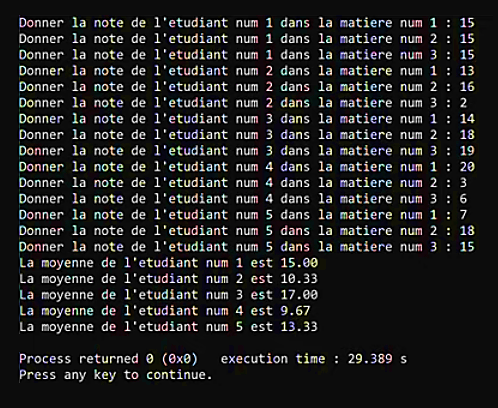 Donner la note de l'etudiant num 1 dans la matiere num 1 : 15
Donner la note de l'etudiant num 1 dans la matiere num 2 : 15
Donner la note de l'etudiant num 1 dans la matiere num 3 : 15
Donner la note de l'etudiant num 2 dans la matiere num 1 : 13
Donner la note de l'etudiant num 2 dans la matiere num 2 : 16
Donner la note de l'etudiant num 2 dans la matiere num 3 : 2
Donner la note de l'etudiant num 3 dans la matiere num 1 : 14
Donner la note de l'etudiant num 3 dans la matiere num 2 : 18
Donner la note de l'etudiant num 3 dans la matiere num 3 : 19
Donner la note de l'etudiant num 4 dans la matiere num 1 : 20
Donner la note de l'etudiant num 4 dans la matiere num 2 : 3
Donner la note de l'etudiant num 4 dans la matiere num 3 : 6
Donner la note de l'etudiant num 5 dans la matiere num 1 : 7
Donner la note de l'etudiant num 5 dans la matiere num 2 : 18
Donner la note de l'etudiant num 5 dans la matiere num 3 : 15
La moyenne de l'etudiant num 1 est 15.00
La moyenne de l'etudiant num 2 est 10.33
La moyenne de l'etudiant num 3 est 17.00
La moyenne de l'etudiant num 4 est 9.67
La moyenne de l'etudiant num 5 est 13.33
Process returned 0 (0x0)   execution time : 29.389 s
Press any key to continue.